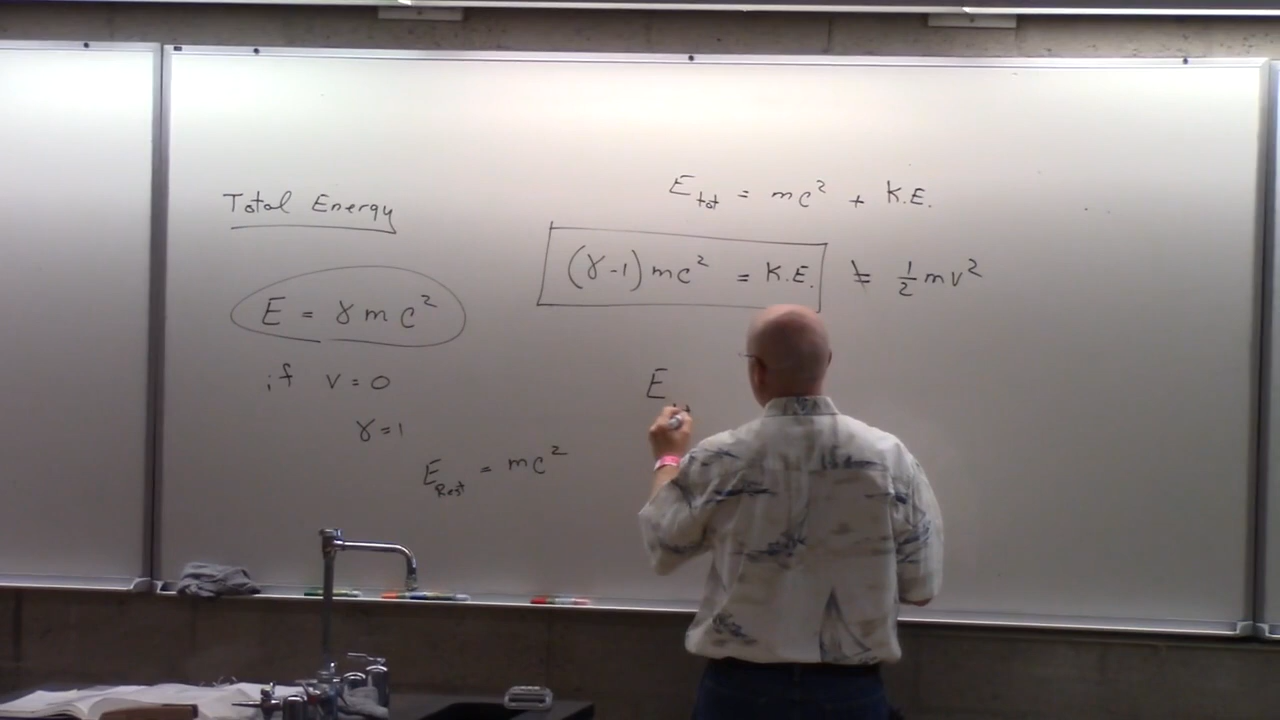 Total Energy
E = γmc²
if v = 0
γ = 1
E_Rest = mc²
E_tot = mc² + K.E.
(γ-1)mc² = K.E. ≠ ½mv²
E